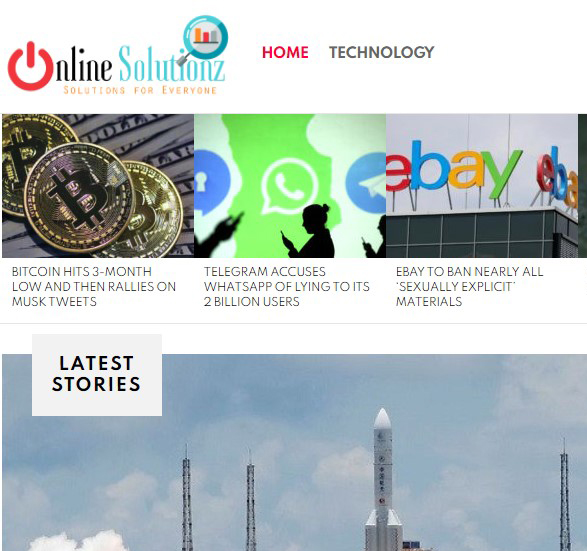 Online Solutionz
SOLUTIONS FOR EVERYONE
HOME TECHNOLOGY
ebay eb
BITCOIN HITS 3-MONTH
LOW AND THEN RALLIES ON
MUSK TWEETS
TELEGRAM ACCUSES
WHATSAPP OF LYING TO ITS
2 BILLION USERS
EBAY TO BAN NEARLY ALL
‘SEXUALLY EXPLICIT’
MATERIALS
LATEST
STORIES